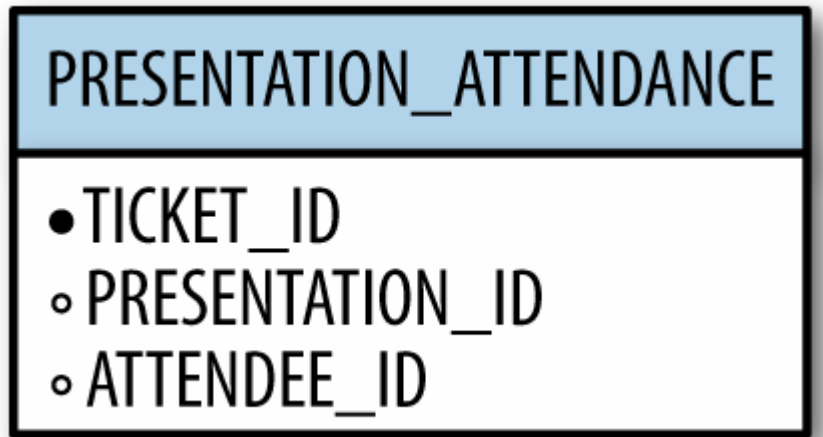 PRESENTATION_ATTENDANCE
•TICKET_ID
◦PRESENTATION_ID
◦ATTENDEE_ID